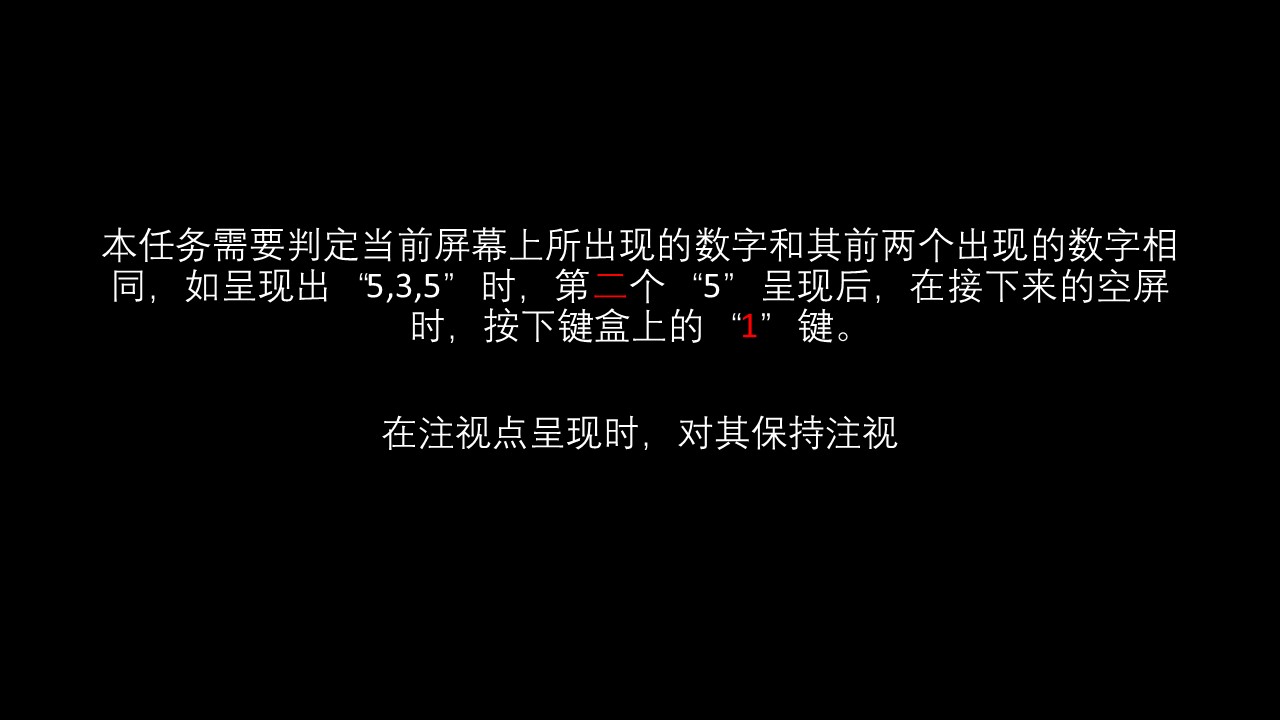 本任务需要判定当前屏幕上所出现的数字和其前两个出现的数字相
同，如呈现出“5,3,5”时，第二个“5”呈现后，在接下来的空屏
时，按下键盒上的“1”键。
在注视点呈现时，对其保持注视